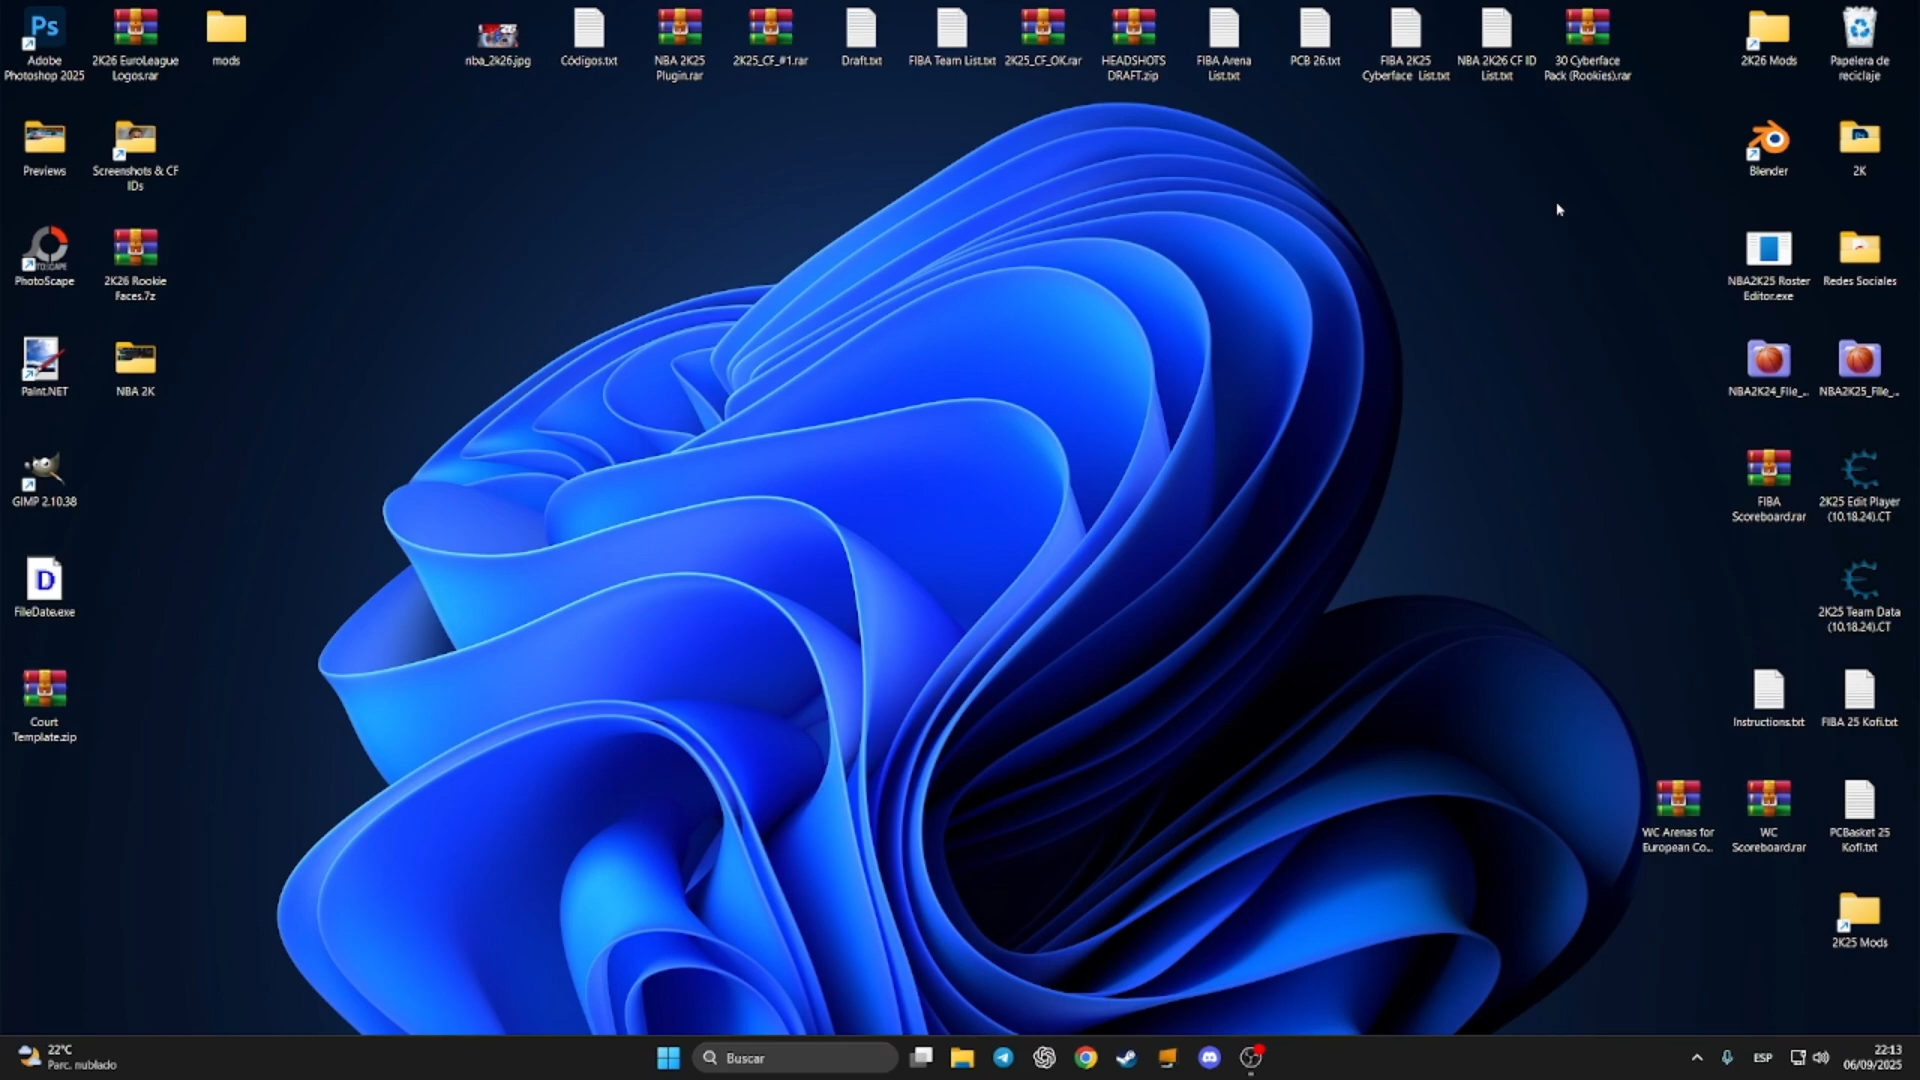 Ps
Adobe
Photoshop 2025
2K26 EuroLeague
Logos.rar
mods
nba_2k26.jpg
Códigos.txt
NBA 2K25
Plugin.rar
2K25_CF_#1.rar
Draft.txt
FIBA Team List.txt
2K25_CF_OK.rar
HEADSHOTS
DRAFT.zip
FIBA Arena
List.txt
PCB 26.txt
FIBA 2K25
Cyberface List.txt
NBA 2K26 CF ID
List.txt
30 Cyberface
Pack (Rookies).rar
2K26 Mods
Papelera de
reciclaje
Previews
Screenshots & CF
IDs
Blender
2K
PhotoScape
2K26 Rookie
Faces.7z
NBA2K25 Roster
Editor.exe
Redes Sociales
Paint.NET
NBA 2K
NBA2K24_File_...
NBA2K25_File_...
GIMP 2.10.38
FIBA
Scoreboard.rar
2K25 Edit Player
(10.18.24).CT
D
FileDate.exe
2K25 Team Data
(10.18.24).CT
Court
Template.zip
Instructions.txt
FIBA 25 Kofi.txt
WC Arenas for
European Co...
WC
Scoreboard.rar
PCBasket 25
Kofi.txt
2K25 Mods
22°C
Parc. nublado
Buscar
ESP
22:13
06/09/2025